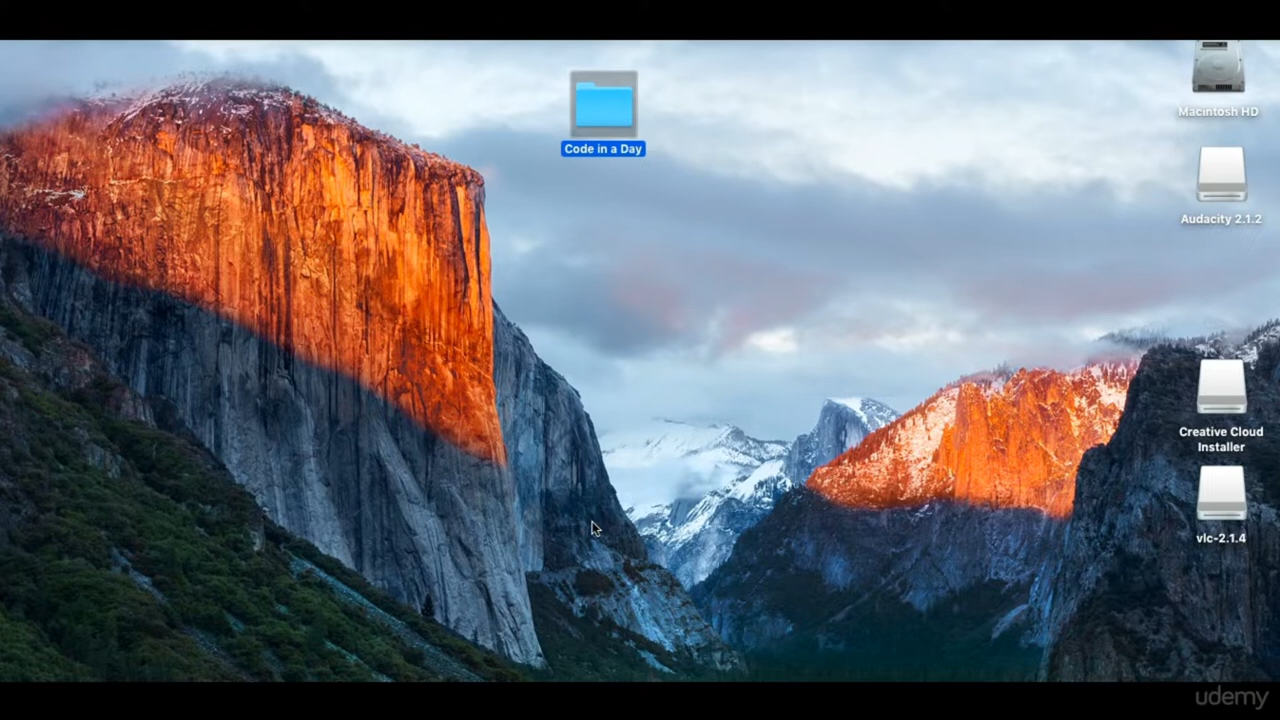 Code in a Day
Macintosh HD
Audacity 2.1.2
Creative Cloud
Installer
vlc-2.1.4
udemy